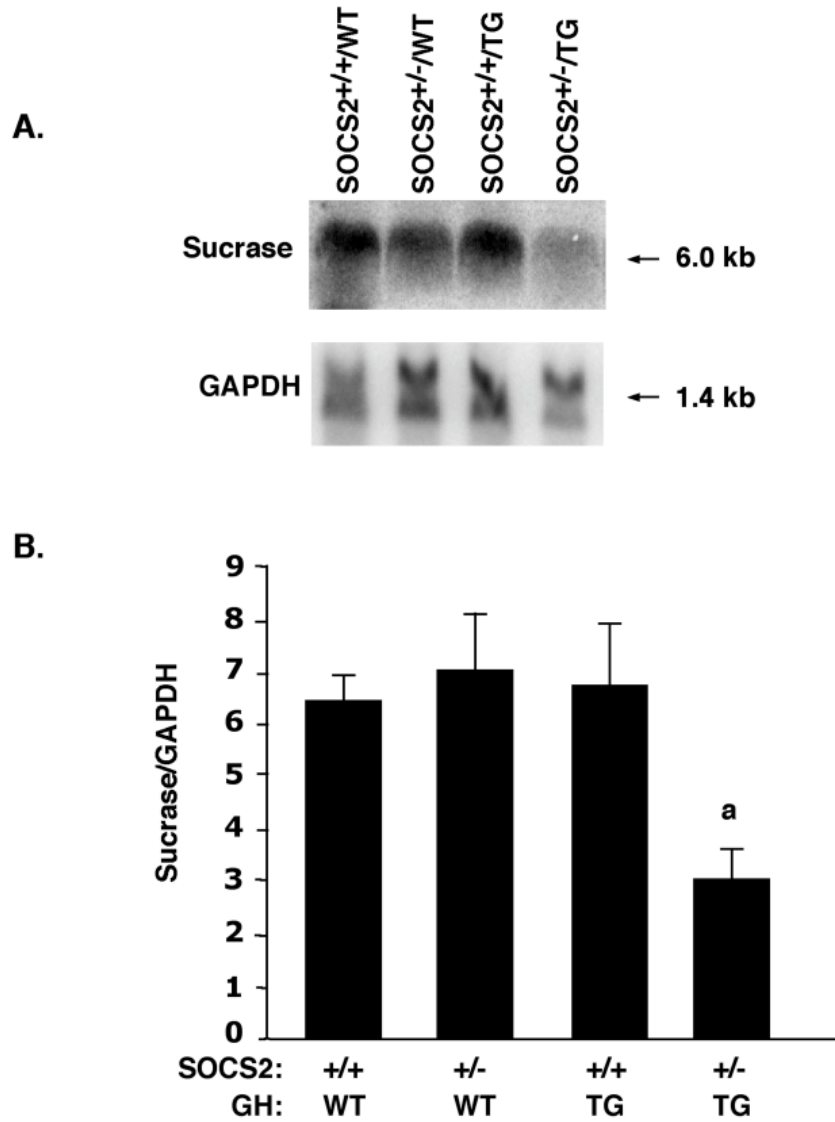 A.
SOCS2+/+/WT
SOCS2+/-/WT
SOCS2+/+/TG
SOCS2+/-/TG
Sucrase
← 6.0 kb
GAPDH
← 1.4 kb
B.
Sucrase/GAPDH
9
8
7
6
5
4
3
2
1
0
a
SOCS2: +/+ +/- +/+ +/-
GH: WT WT TG TG